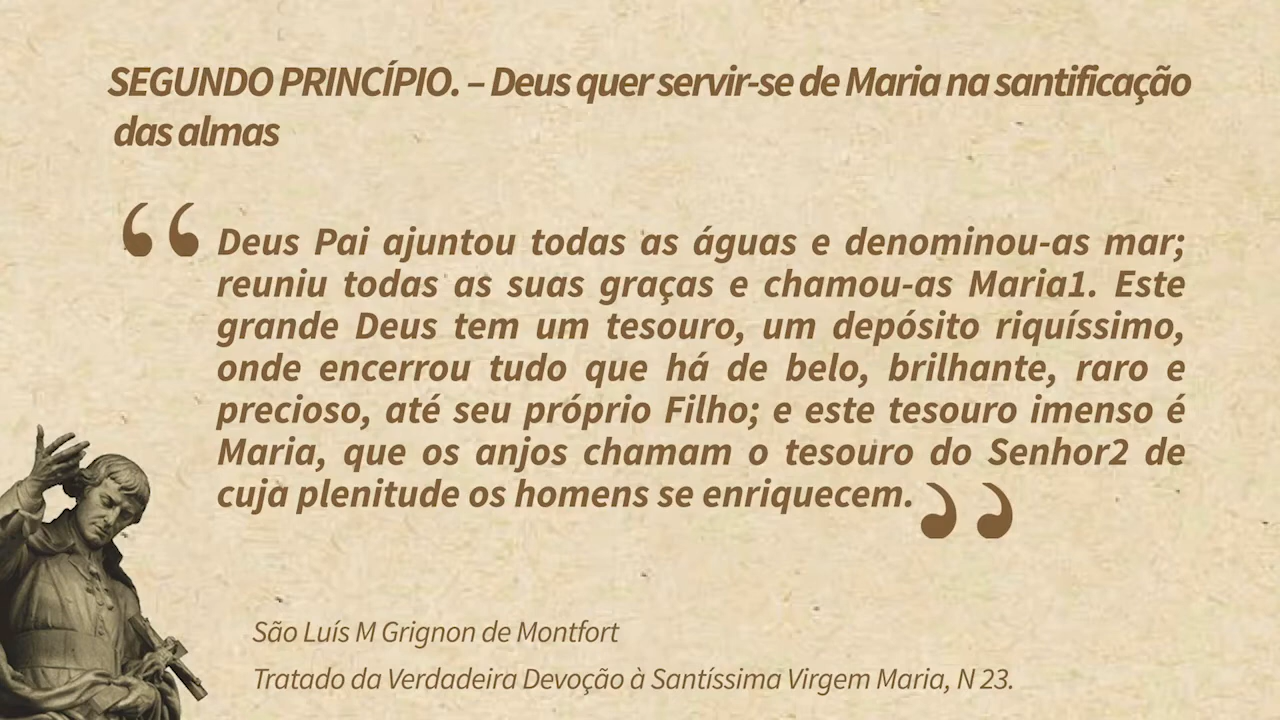 SEGUNDO PRINCÍPIO. – Deus quer servir-se de Maria na santificação
das almas
“ Deus Pai ajuntou todas as águas e denominou-as mar;
reuniu todas as suas graças e chamou-as Maria1. Este
grande Deus tem um tesouro, um depósito riquíssimo,
onde encerrou tudo que há de belo, brilhante, raro e
precioso, até seu próprio Filho; e este tesouro imenso é
Maria, que os anjos chamam o tesouro do Senhor2 de
cuja plenitude os homens se enriquecem. ”
São Luís M Grignon de Montfort
Tratado da Verdadeira Devoção à Santíssima Virgem Maria, N 23.